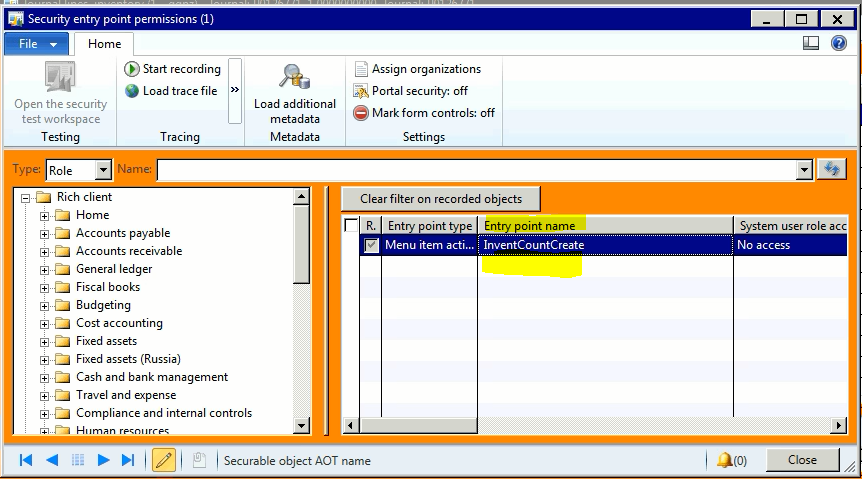 Security entry point permissions (1)
File
Home
Open the security
test workspace
Testing
Start recording
Load trace file
»
Tracing
Load additional
metadata
Metadata
Assign organizations
Portal security: off
Mark form controls: off
Settings
Type: Role Name:
Rich client
Home
Accounts payable
Accounts receivable
General ledger
Fiscal books
Budgeting
Cost accounting
Fixed assets
Fixed assets (Russia)
Cash and bank management
Travel and expense
Compliance and internal controls
Human resources
Clear filter on recorded objects
R. Entry point type Entry point name System user role acc
Menu item acti... InventCountCreate No access
Securable object AOT name
(0)
Close